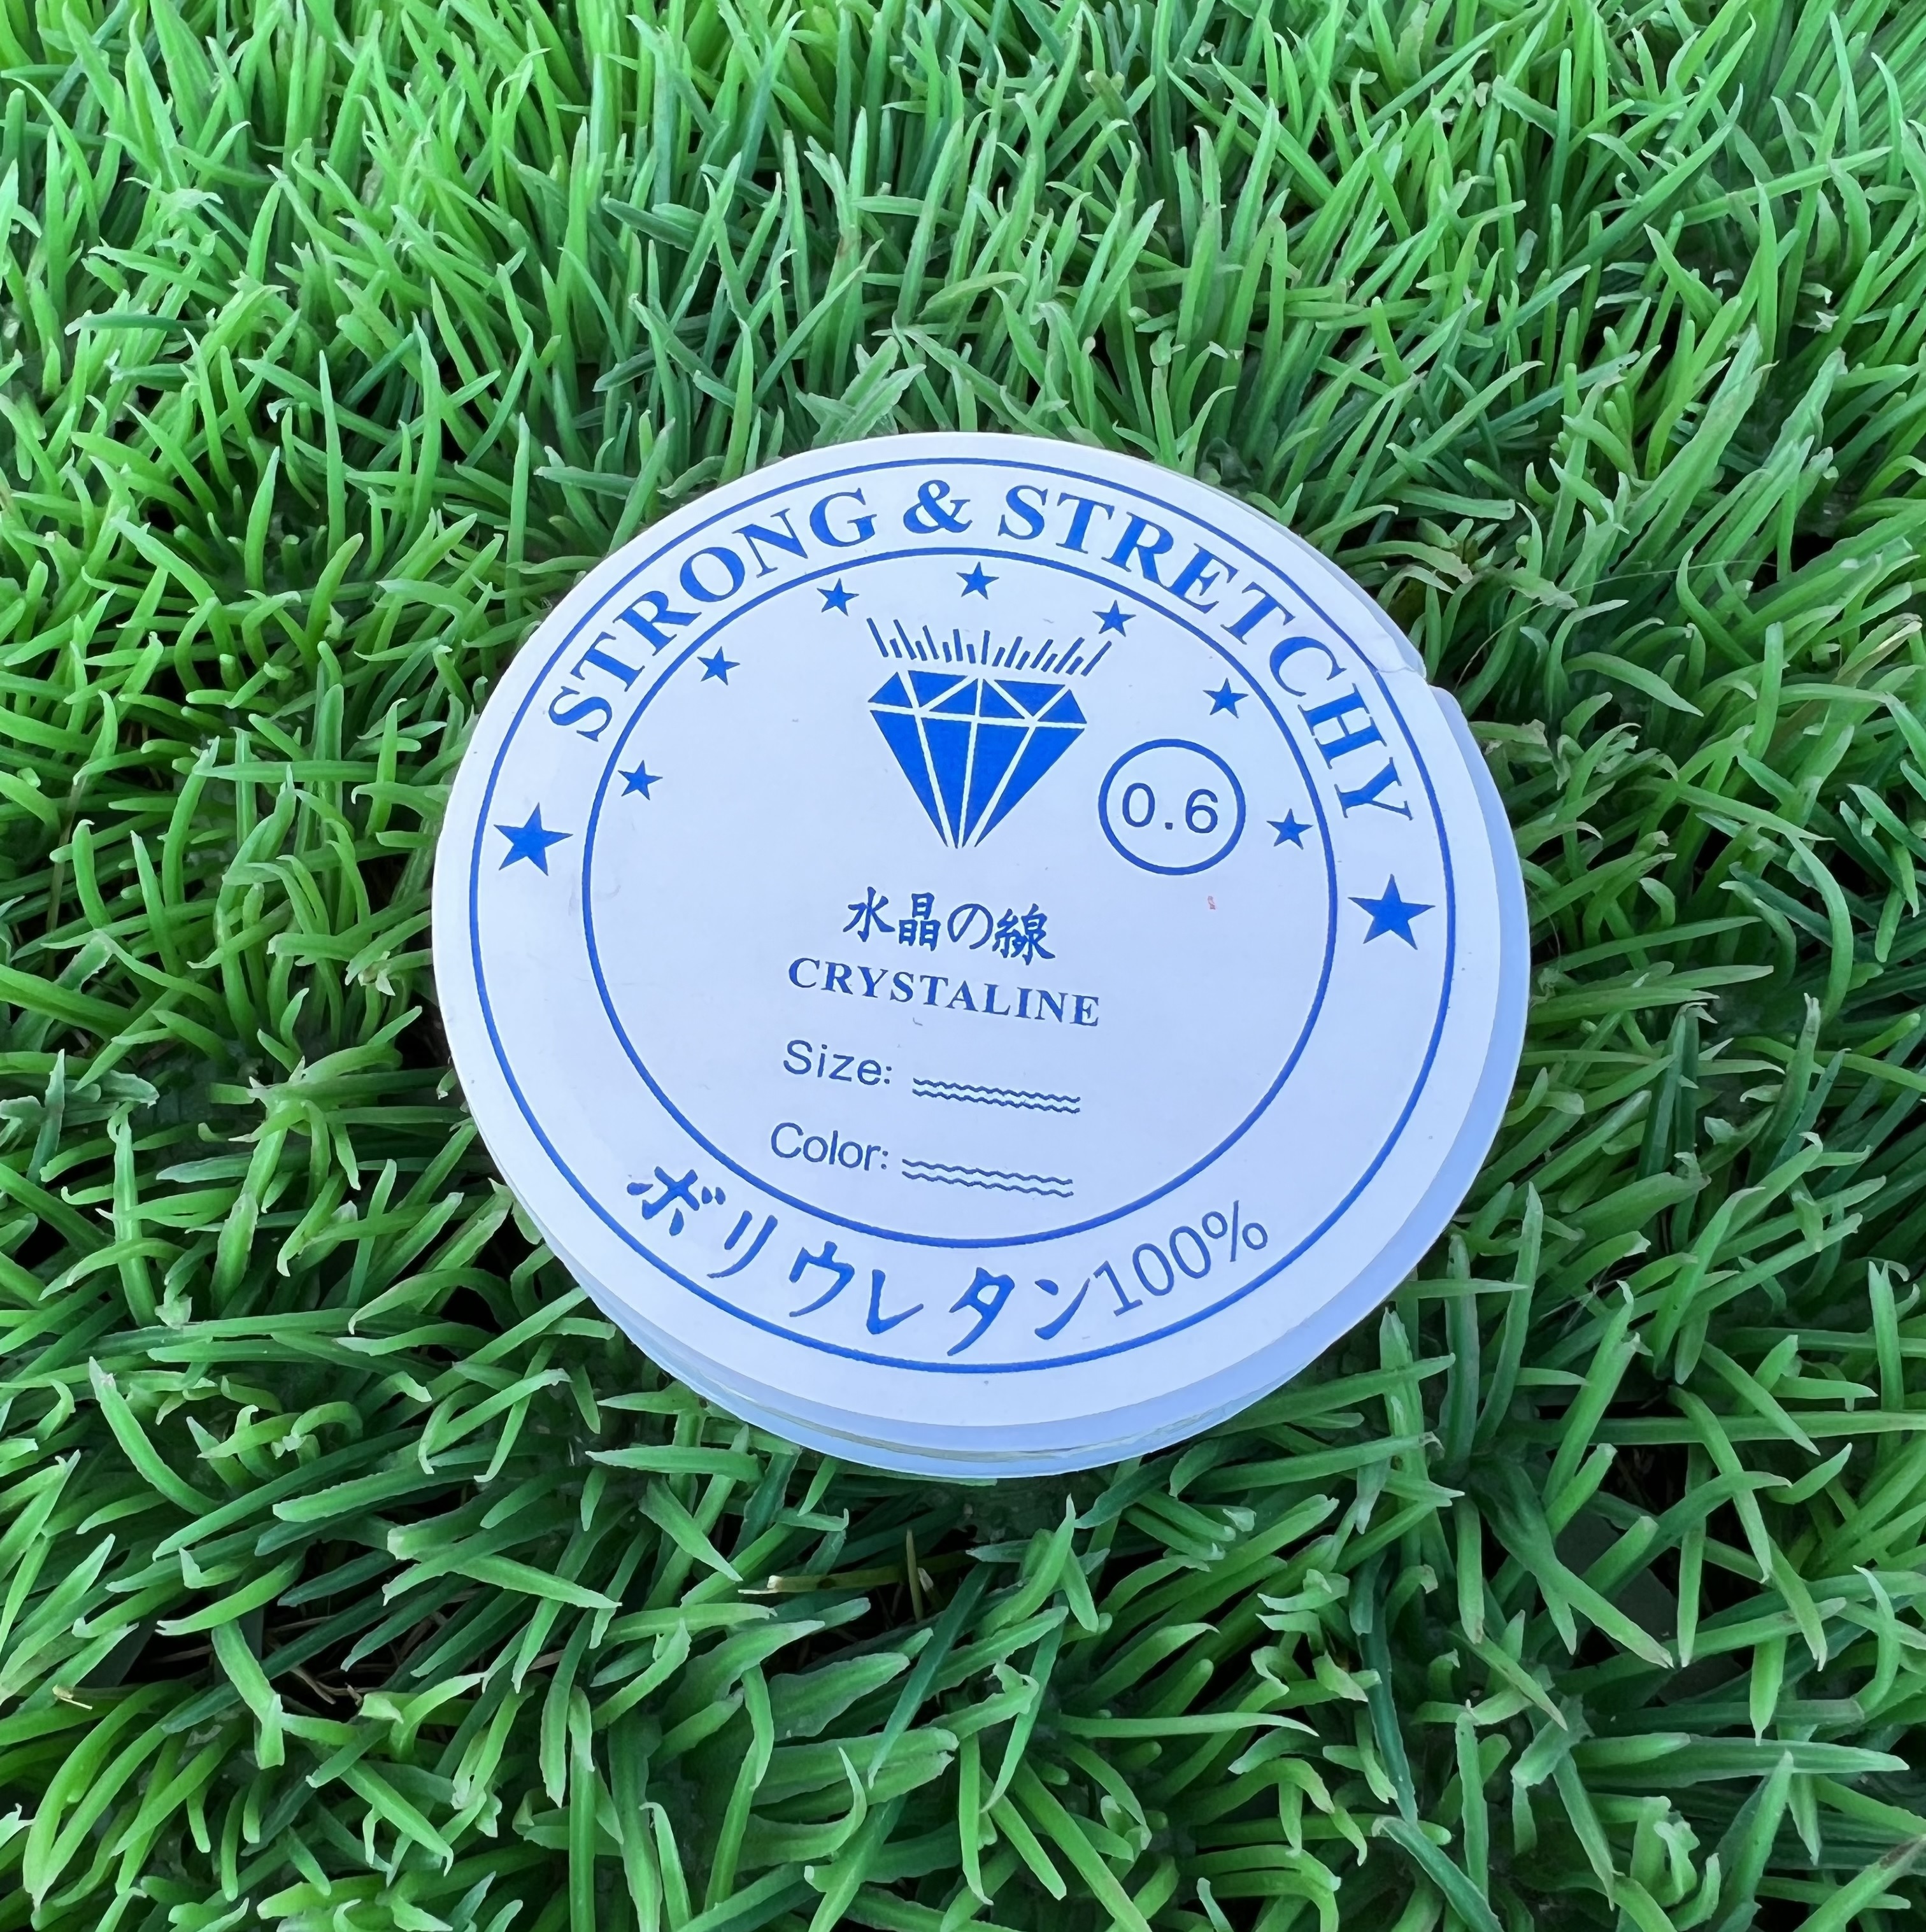 STRONG & STRETCHY
0.6
水晶の線
CRYSTALINE
Size:
Color:
ボリウレタン100%